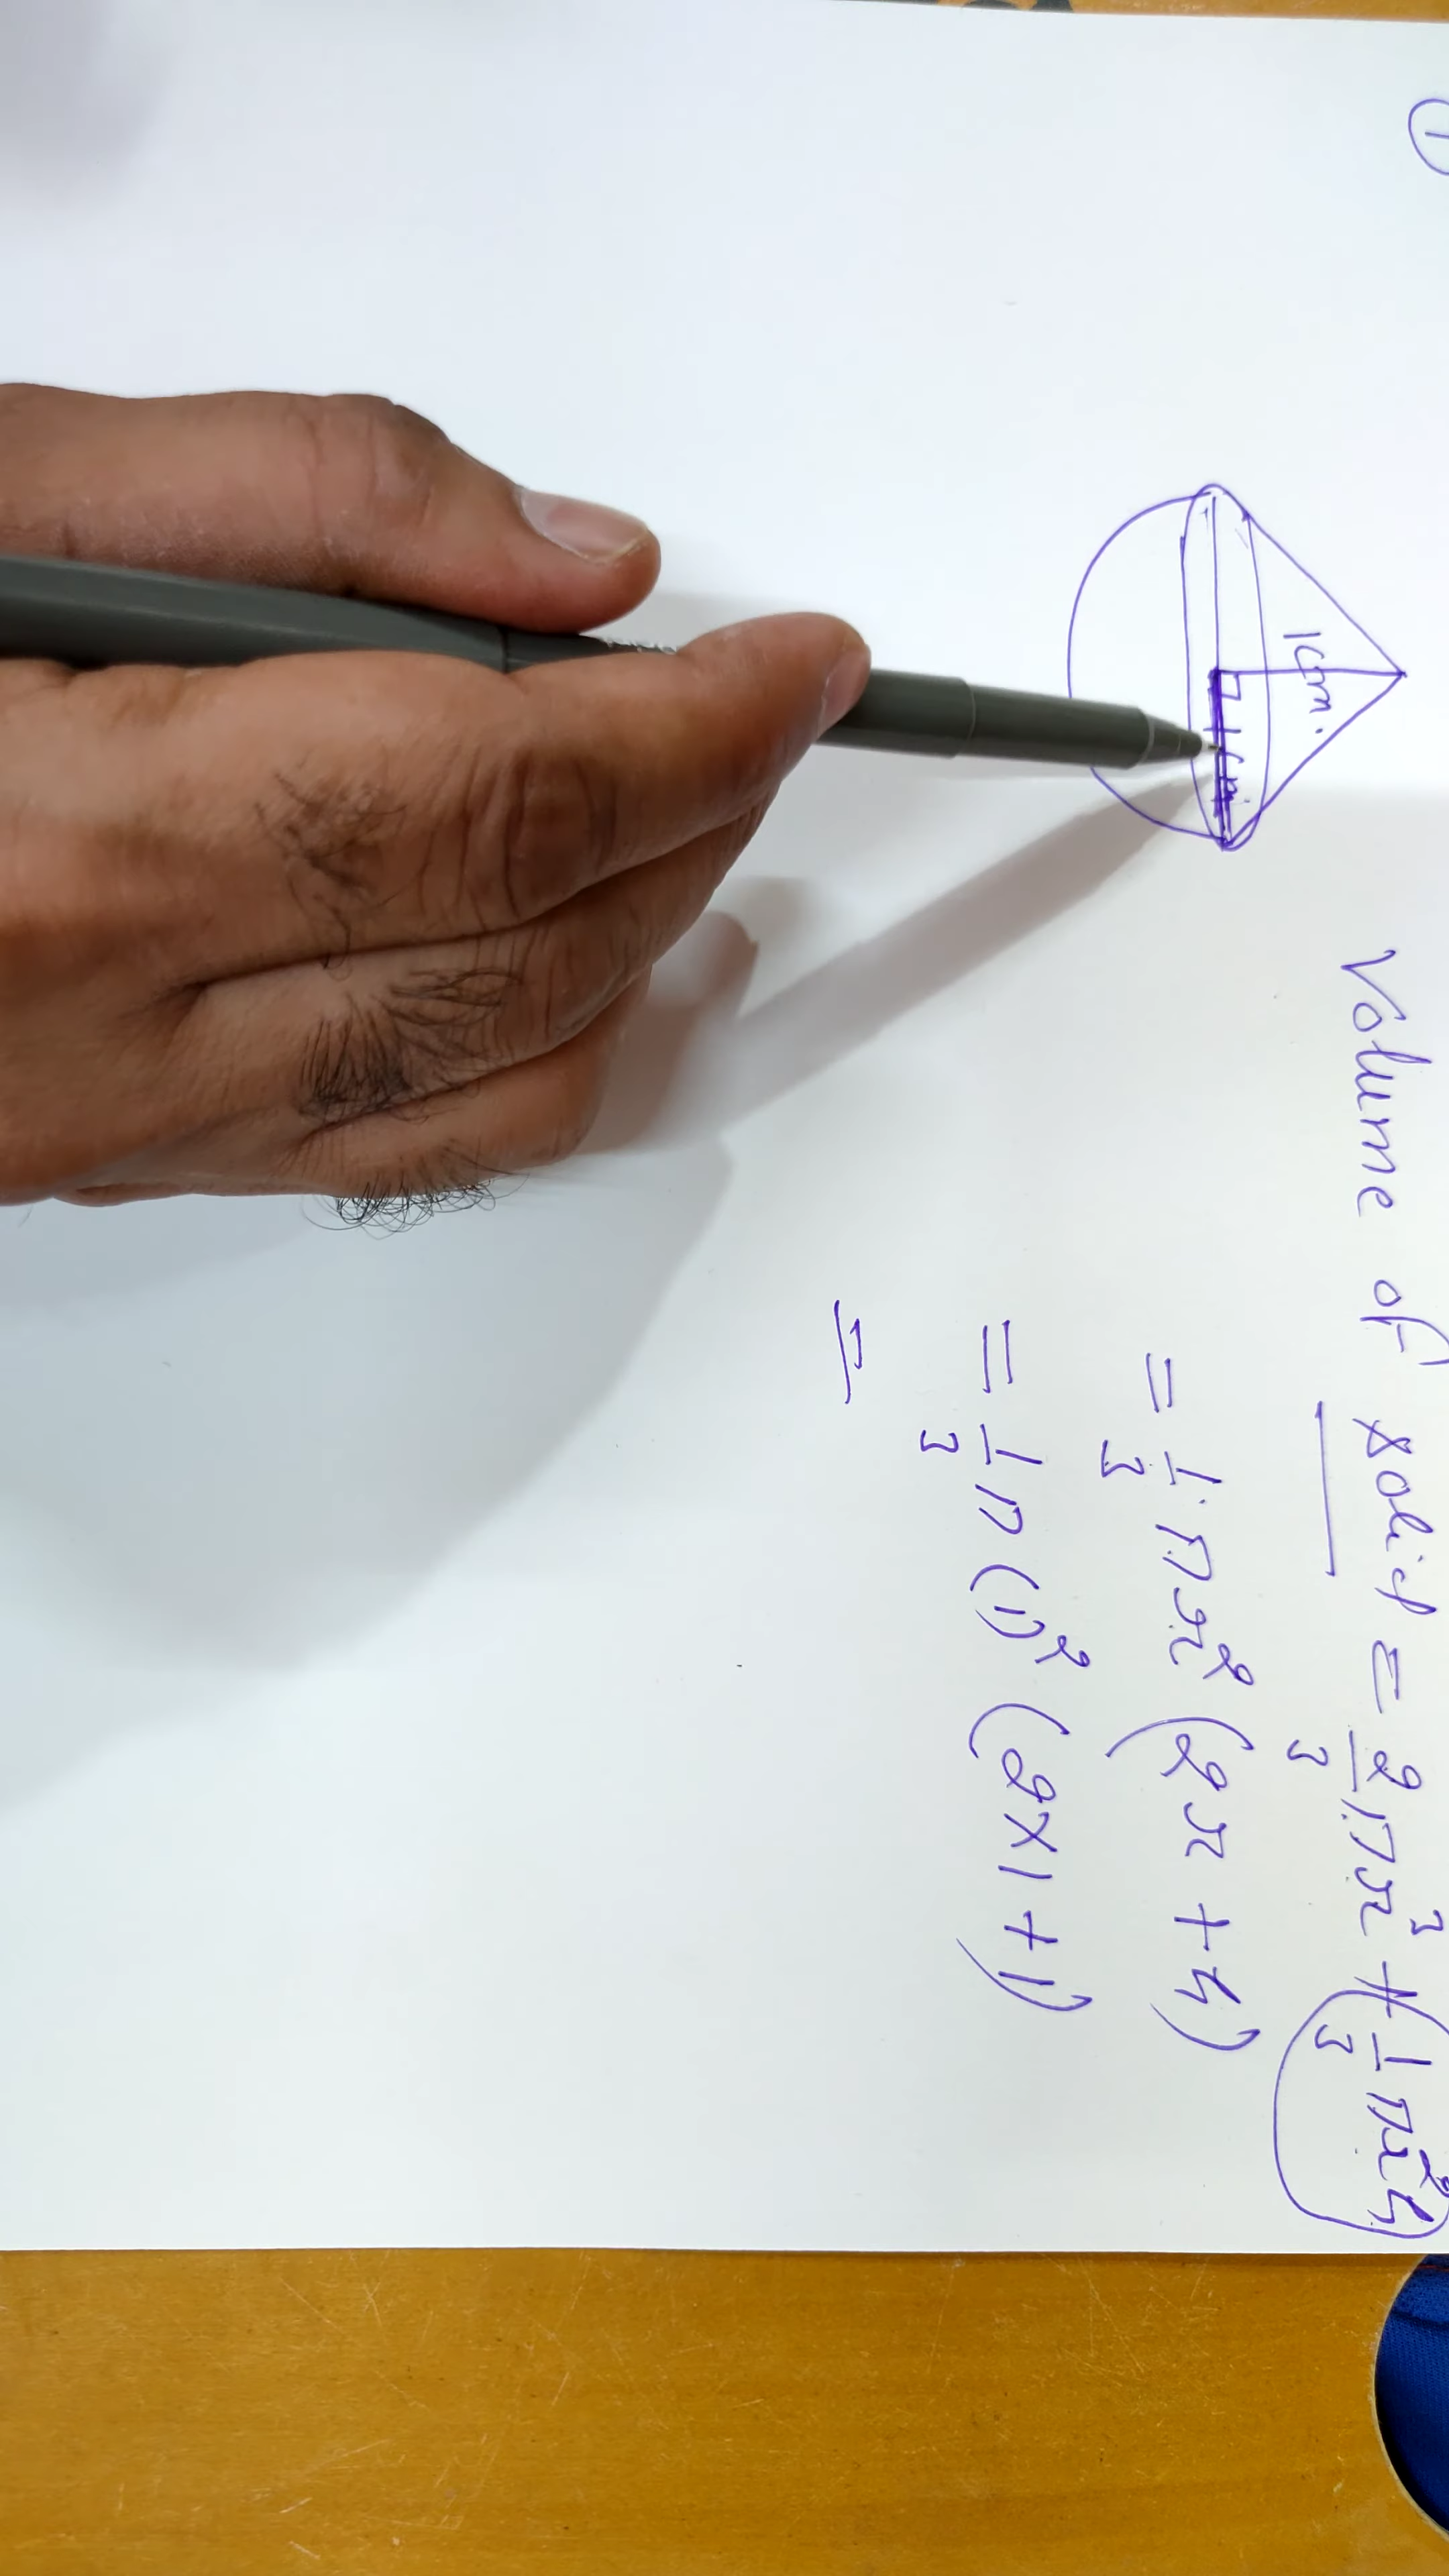 ①
1cm.
1cm
Volume of solid = 2/3 πr³ + 1/3 πr²h
= 1/3 πr² (2r + h)
= 1/3 π (1)² (2×1 + 1)
=